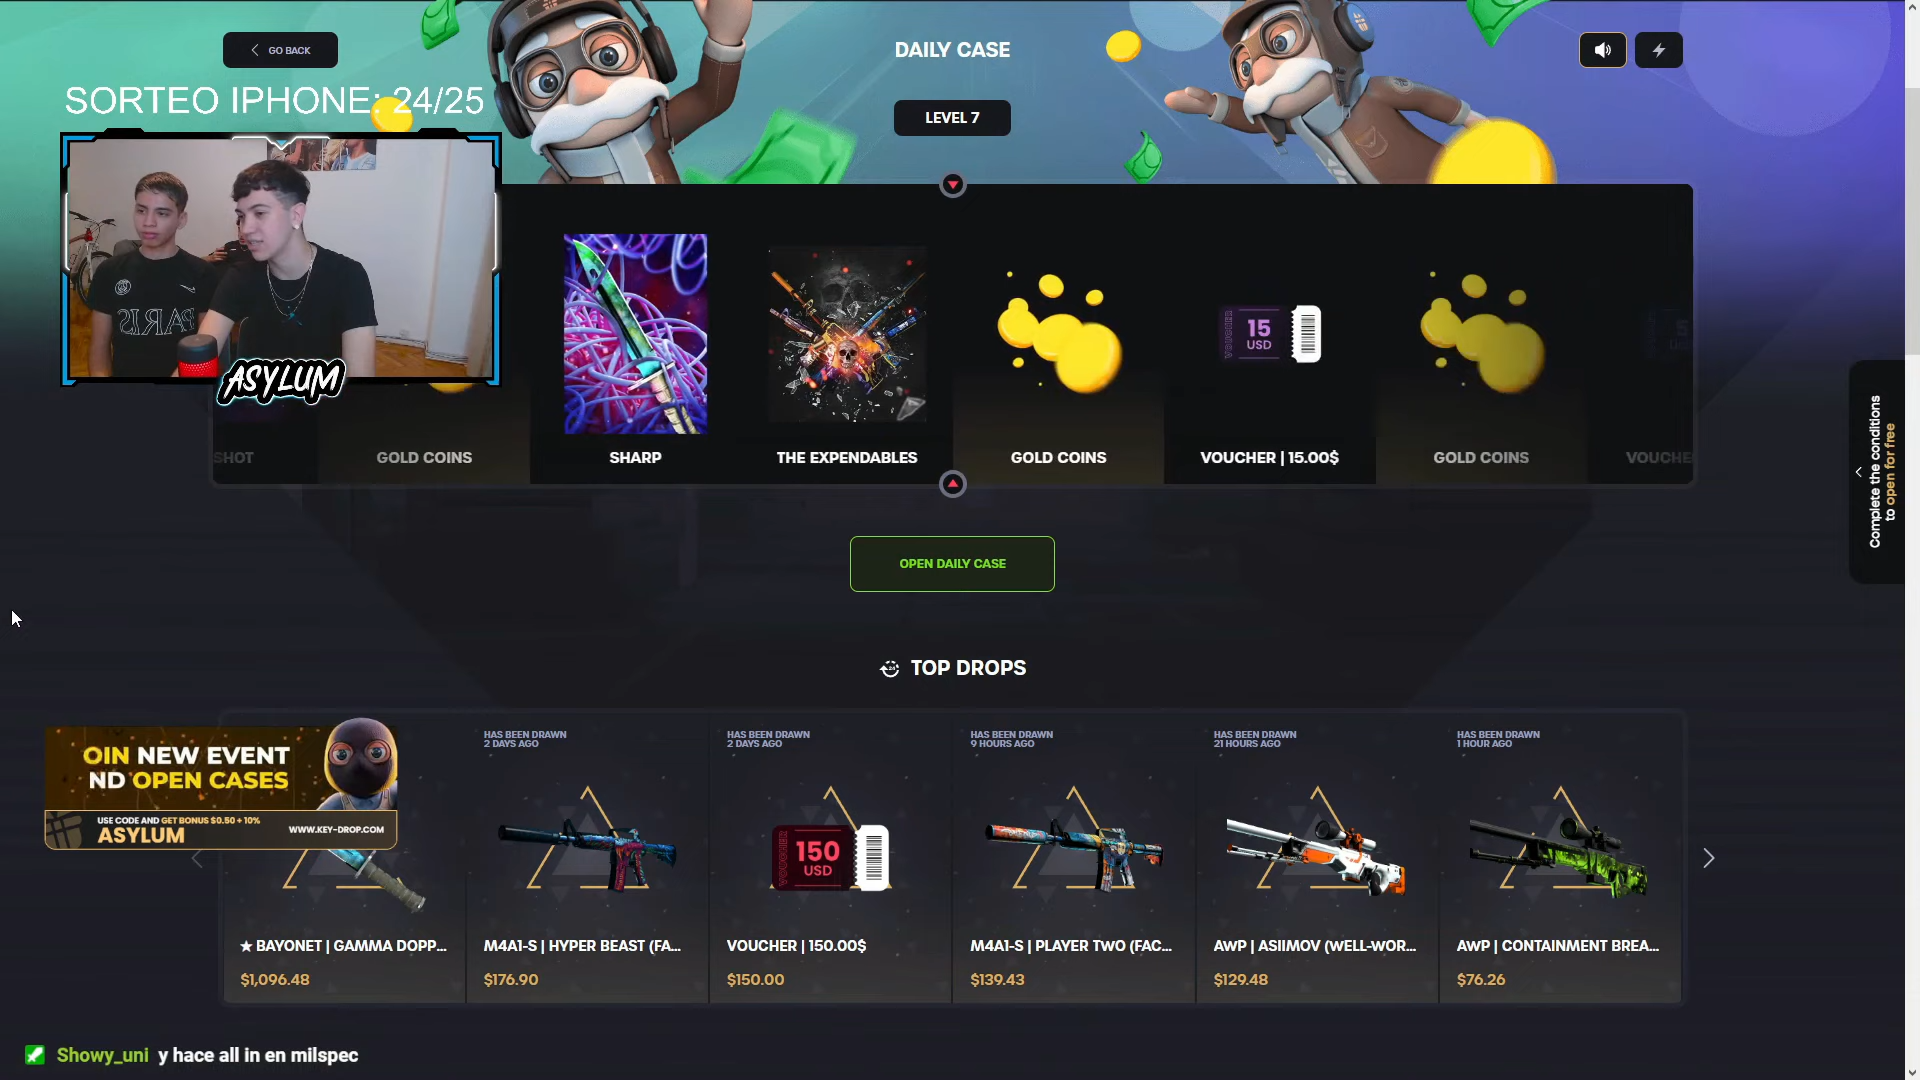 GO BACK
DAILY CASE
SORTEO IPHONE: 24/25
LEVEL 7
PARIS
ASYLUM
15
USD
VOUCHER
SHOT
GOLD COINS
SHARP
THE EXPENDABLES
GOLD COINS
VOUCHER | 15.00$
GOLD COINS
VOUCHE
Complete the conditions
to open for free
OPEN DAILY CASE
TOP DROPS
OIN NEW EVENT
ND OPEN CASES
USE CODE AND GET BONUS $0.50 + 10%
ASYLUM
WWW.KEY-DROP.COM
★ BAYONET | GAMMA DOPP...
$1,096.48
HAS BEEN DRAWN
2 DAYS AGO
M4A1-S | HYPER BEAST (FA...
$176.90
HAS BEEN DRAWN
2 DAYS AGO
VOUCHER
150
USD
VOUCHER | 150.00$
$150.00
HAS BEEN DRAWN
9 HOURS AGO
M4A1-S | PLAYER TWO (FAC...
$139.43
HAS BEEN DRAWN
21 HOURS AGO
AWP | ASIIMOV (WELL-WOR...
$129.48
HAS BEEN DRAWN
1 HOUR AGO
AWP | CONTAINMENT BREA...
$76.26
Showy_uni y hace all in en milspec